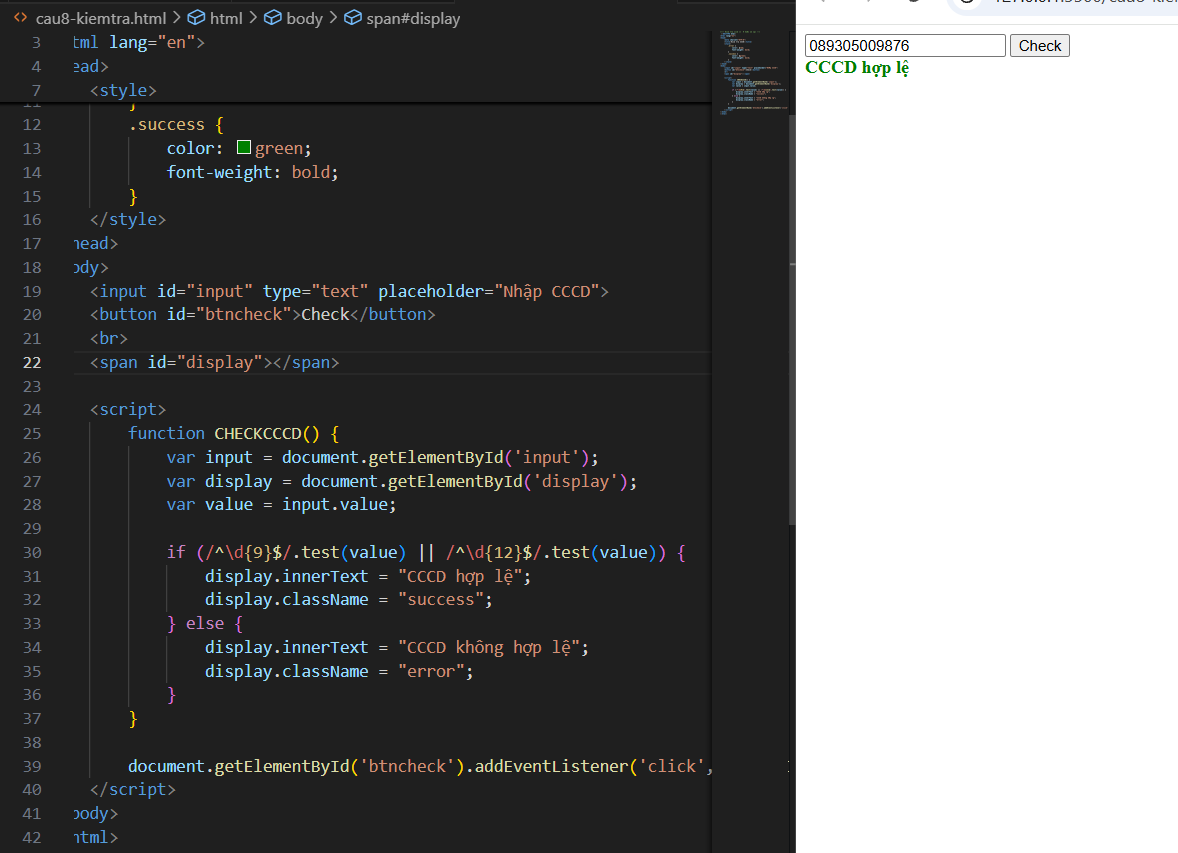 cau8-kiemtra.html > html > body > span#display
3 tml lang="en">
4 ead>
7 <style>
11 }
12 .success {
13 color: green;
14 font-weight: bold;
15 }
16 </style>
17 head>
18 ody>
19 <input id="input" type="text" placeholder="Nhập CCCD">
20 <button id="btncheck">Check</button>
21 <br>
22 <span id="display"></span>
23
24 <script>
25 function CHECKCCCD() {
26 var input = document.getElementById('input');
27 var display = document.getElementById('display');
28 var value = input.value;
29
30 if (/^\d{9}$/.test(value) || /^\d{12}$/.test(value)) {
31 display.innerText = "CCCD hợp lệ";
32 display.className = "success";
33 } else {
34 display.innerText = "CCCD không hợp lệ";
35 display.className = "error";
36 }
37 }
38
39 document.getElementById('btncheck').addEventListener('click',
40 </script>
41 body>
42 html>
089305009876 Check
CCCD hợp lệ